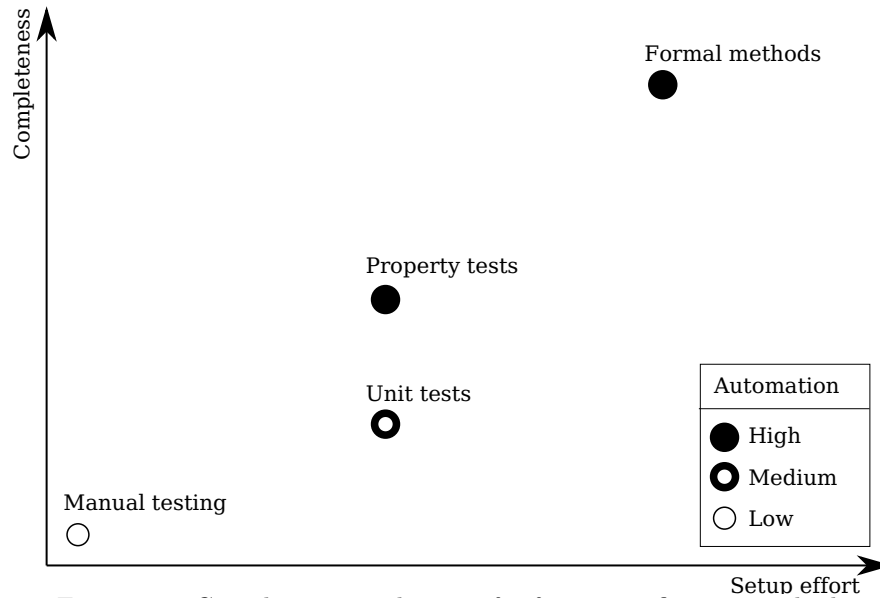 Completeness
Formal methods
Property tests
Unit tests
Manual testing
Automation
High
Medium
Low
Setup effort